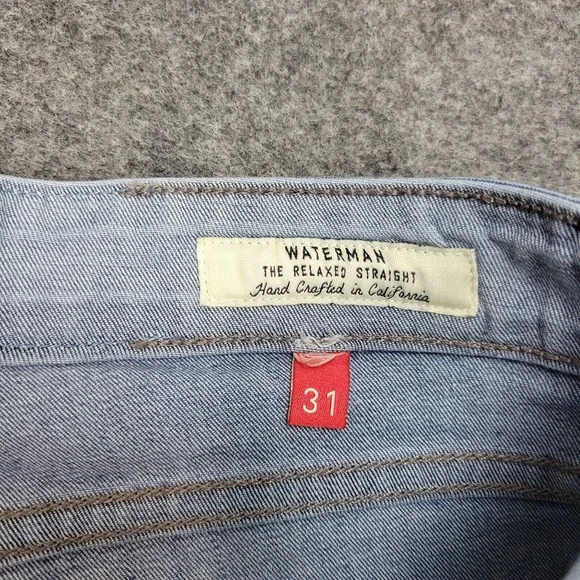 WATERMAN
THE RELAXED STRAIGHT
Hand Crafted in California
31